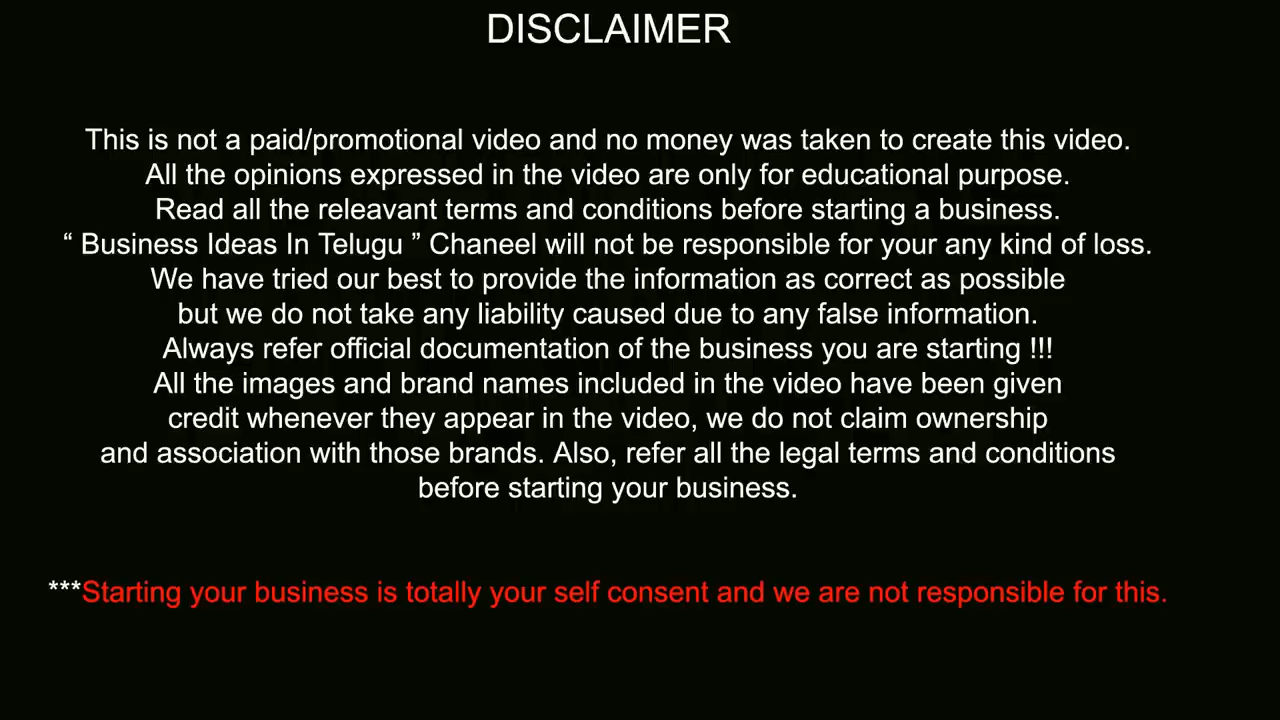 DISCLAIMER
This is not a paid/promotional video and no money was taken to create this video.
All the opinions expressed in the video are only for educational purpose.
Read all the releavant terms and conditions before starting a business.
“ Business Ideas In Telugu ” Chaneel will not be responsible for your any kind of loss.
We have tried our best to provide the information as correct as possible
but we do not take any liability caused due to any false information.
Always refer official documentation of the business you are starting !!!
All the images and brand names included in the video have been given
credit whenever they appear in the video, we do not claim ownership
and association with those brands. Also, refer all the legal terms and conditions
before starting your business.
***Starting your business is totally your self consent and we are not responsible for this.